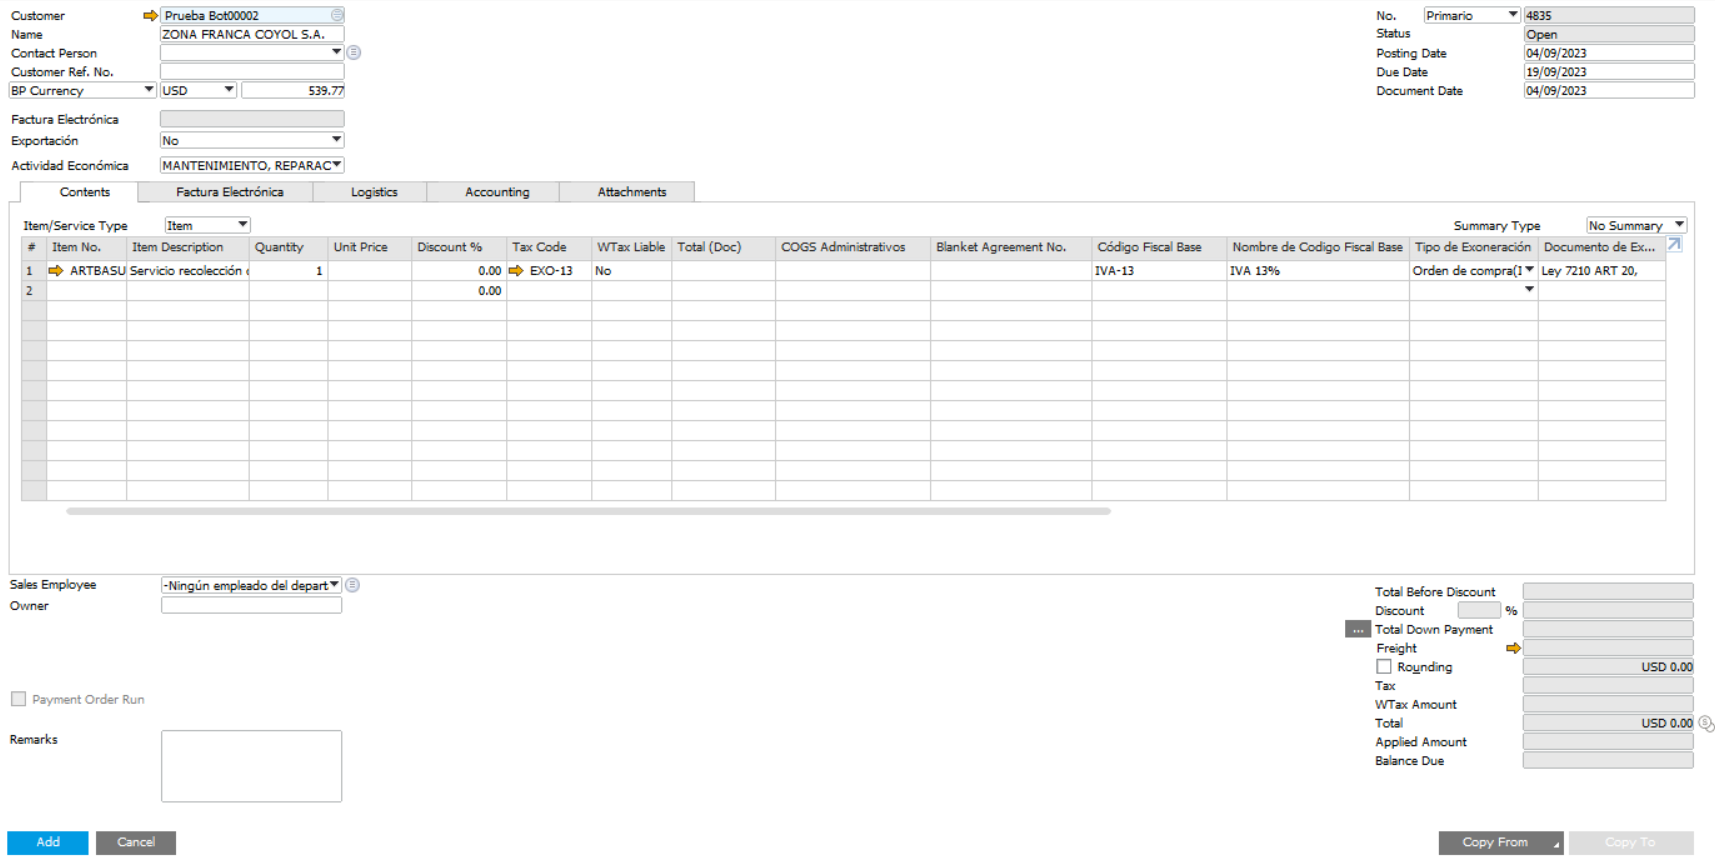 Customer Prueba Bot00002 No. Primario 4835
Name ZONA FRANCA COYOL S.A. Status Open
Contact Person Posting Date 04/09/2023
Customer Ref. No. Due Date 19/09/2023
BP Currency USD 539.77 Document Date 04/09/2023
Factura Electrónica
Exportación No
Actividad Económica MANTENIMIENTO, REPARAC
Contents Factura Electrónica Logistics Accounting Attachments
Item/Service Type Item Summary Type No Summary
# Item No. Item Description Quantity Unit Price Discount % Tax Code WTax Liable Total (Doc) COGS Administrativos Blanket Agreement No. Código Fiscal Base Nombre de Codigo Fiscal Base Tipo de Exoneración Documento de Ex...
1 ARTBASU Servicio recolección 1 0.00 EXO-13 No IVA-13 IVA 13% Orden de compra(I Ley 7210 ART 20,
2 0.00
Sales Employee -Ningún empleado del depart
Owner
Total Before Discount
Discount %
... Total Down Payment
Freight
Rounding USD 0.00
Tax
Payment Order Run
WTax Amount
Total USD 0.00
Remarks
Applied Amount
Balance Due
Add Cancel Copy From Copy To